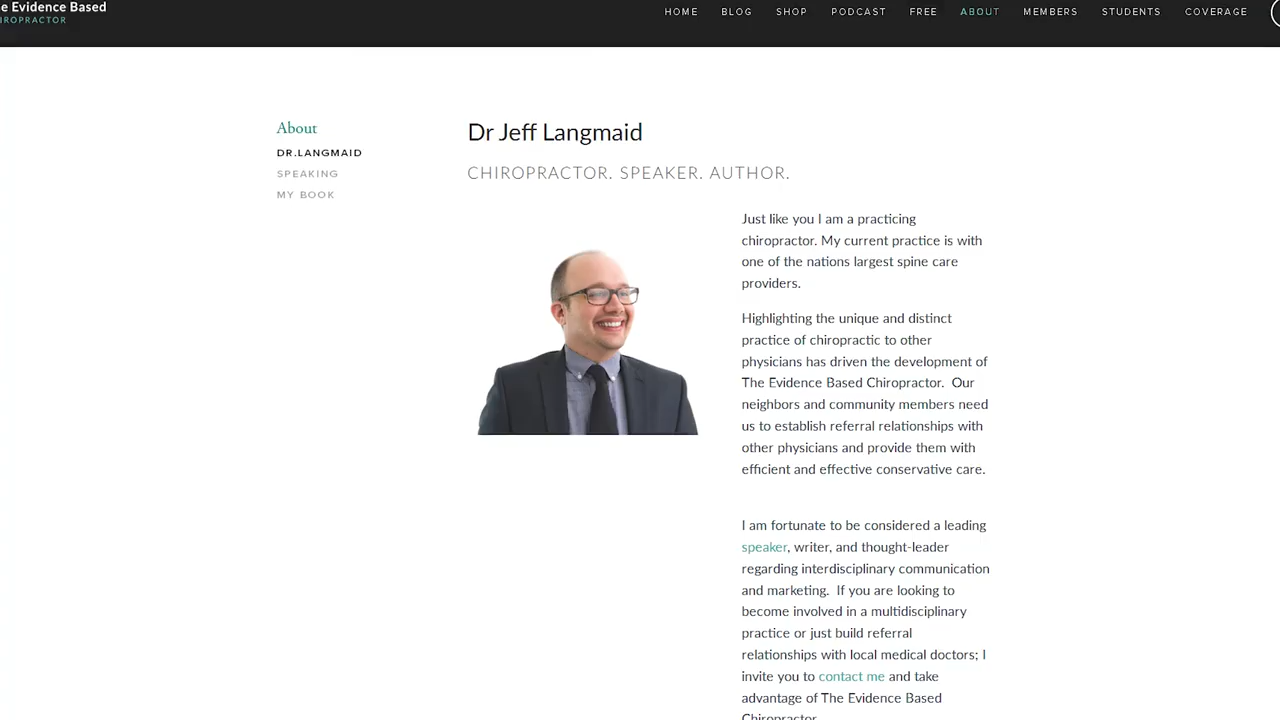 e Evidence Based
IROPRACTOR
HOME BLOG SHOP PODCAST FREE ABOUT MEMBERS STUDENTS COVERAGE
About
DR.LANGMAID
SPEAKING
MY BOOK
Dr Jeff Langmaid
CHIROPRACTOR. SPEAKER. AUTHOR.
Just like you I am a practicing
chiropractor. My current practice is with
one of the nations largest spine care
providers.
Highlighting the unique and distinct
practice of chiropractic to other
physicians has driven the development of
The Evidence Based Chiropractor.  Our
neighbors and community members need
us to establish referral relationships with
other physicians and provide them with
efficient and effective conservative care.
I am fortunate to be considered a leading
speaker, writer, and thought-leader
regarding interdisciplinary communication
and marketing.  If you are looking to
become involved in a multidisciplinary
practice or just build referral
relationships with local medical doctors; I
invite you to contact me and take
advantage of The Evidence Based
Chiropractor.